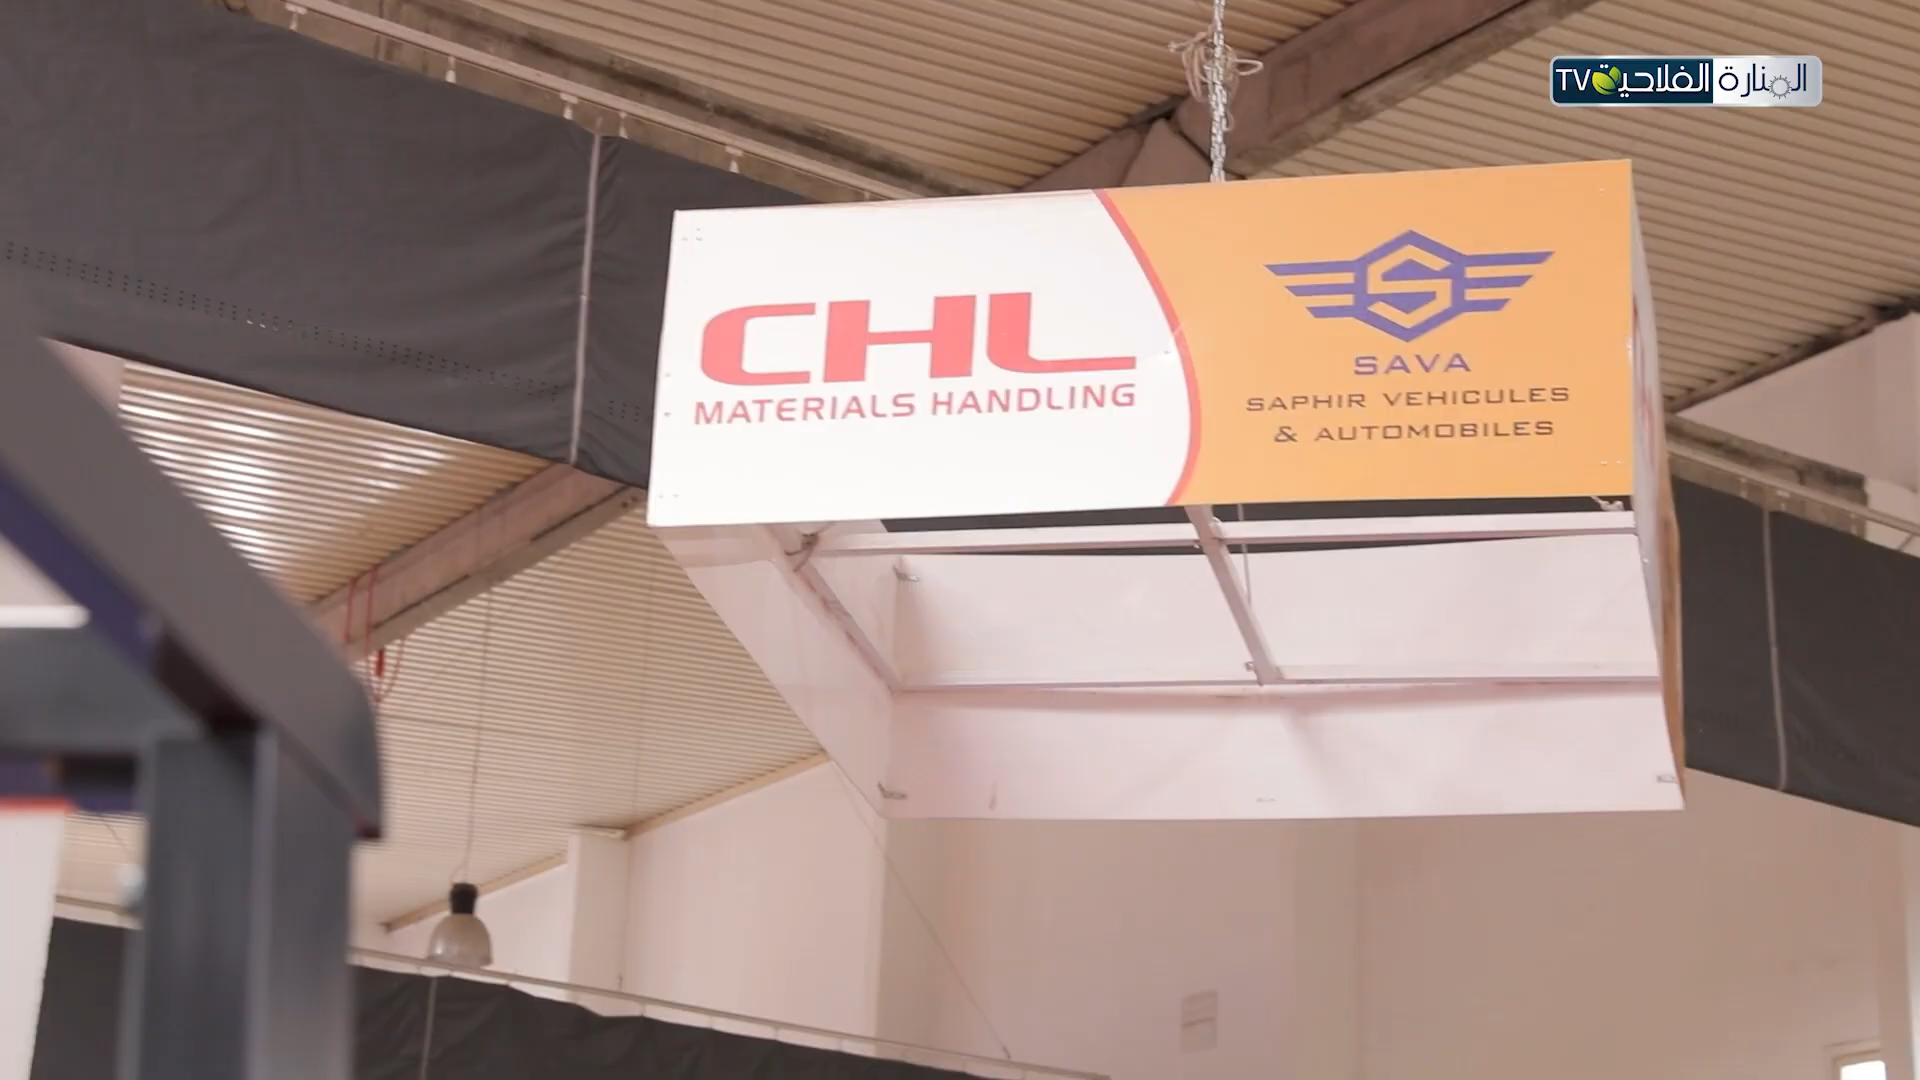 المنارة الفلاحية TV
CHL
MATERIALS HANDLING
S
SAVA
SAPHIR VEHICULES
& AUTOMOBILES